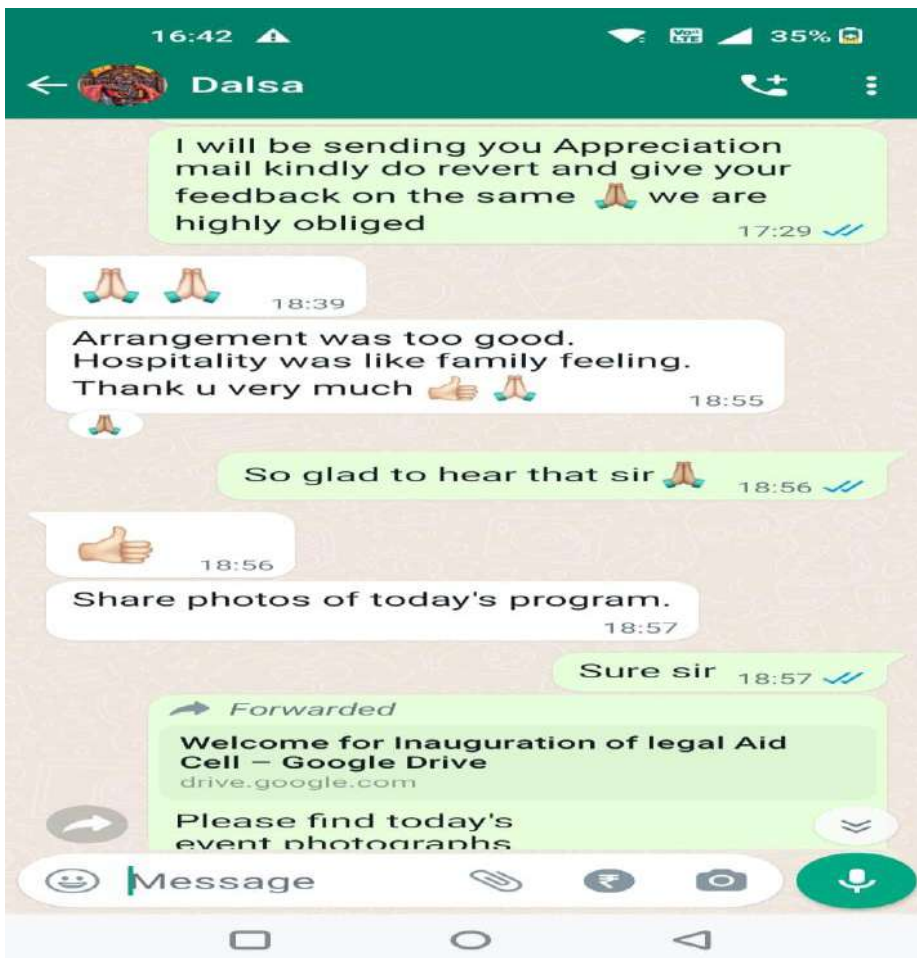 16:42
35%
Dalsa
I will be sending you Appreciation
mail kindly do revert and give your
feedback on the same 🙏 we are
highly obliged
17:29
🙏 🙏
18:39
Arrangement was too good.
Hospitality was like family feeling.
Thank u very much 👍 🙏
18:55
🙏
So glad to hear that sir 🙏
18:56
👍
18:56
Share photos of today's program.
18:57
Sure sir
18:57
Forwarded
Welcome for Inauguration of legal Aid
Cell – Google Drive
drive.google.com
Please find today's
event photographs
Message